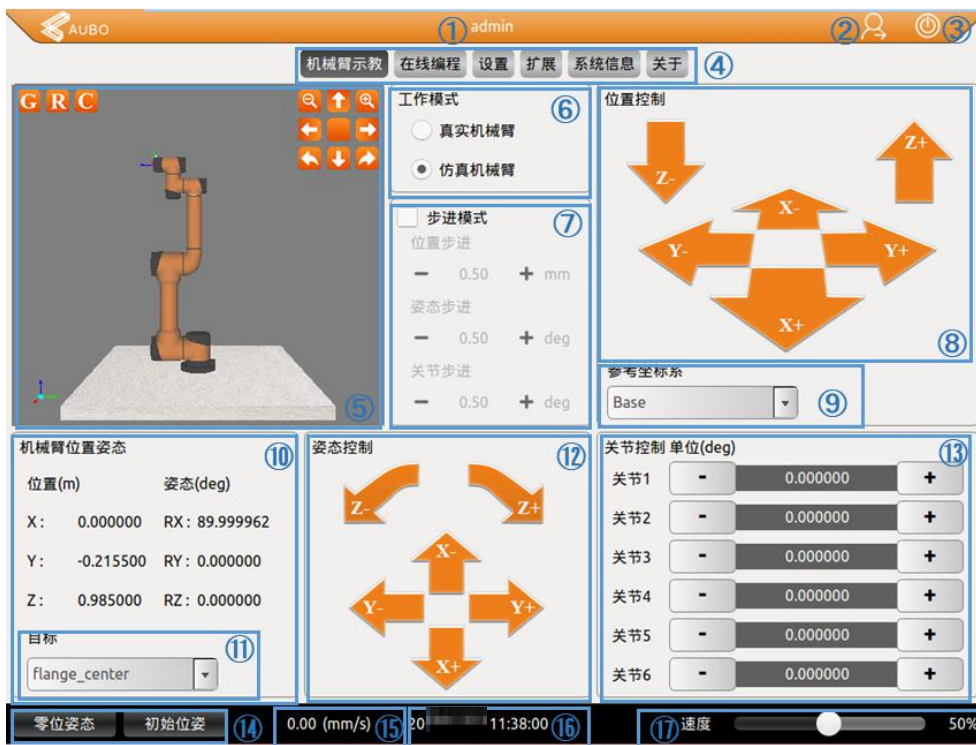 AUBO
① admin ② ③
机械臂示教 在线编程 设置 扩展 系统信息 关于 ④
G R C
⑤
工作模式
⑥
真实机械臂
仿真机械臂
步进模式 ⑦
位置步进
− 0.50 + mm
姿态步进
− 0.50 + deg
关节步进
− 0.50 + deg
位置控制
Z- Z+
X-
Y- Y+
X+
⑧
参考坐标系
Base ⑨
机械臂位置姿态 ⑩
位置(m) 姿态(deg)
X: 0.000000 RX: 89.999962
Y: -0.215500 RY: 0.000000
Z: 0.985000 RZ: 0.000000
目标 ⑪
flange_center
姿态控制 ⑫
Z- Z+
X-
Y- Y+
X+
关节控制 单位(deg) ⑬
关节1 - 0.000000 +
关节2 - 0.000000 +
关节3 - 0.000000 +
关节4 - 0.000000 +
关节5 - 0.000000 +
关节6 - 0.000000 +
零位姿态 初始位姿 ⑭ 0.00 (mm/s) ⑮ 20 11:38:00 ⑯ ⑰ 速度 50%